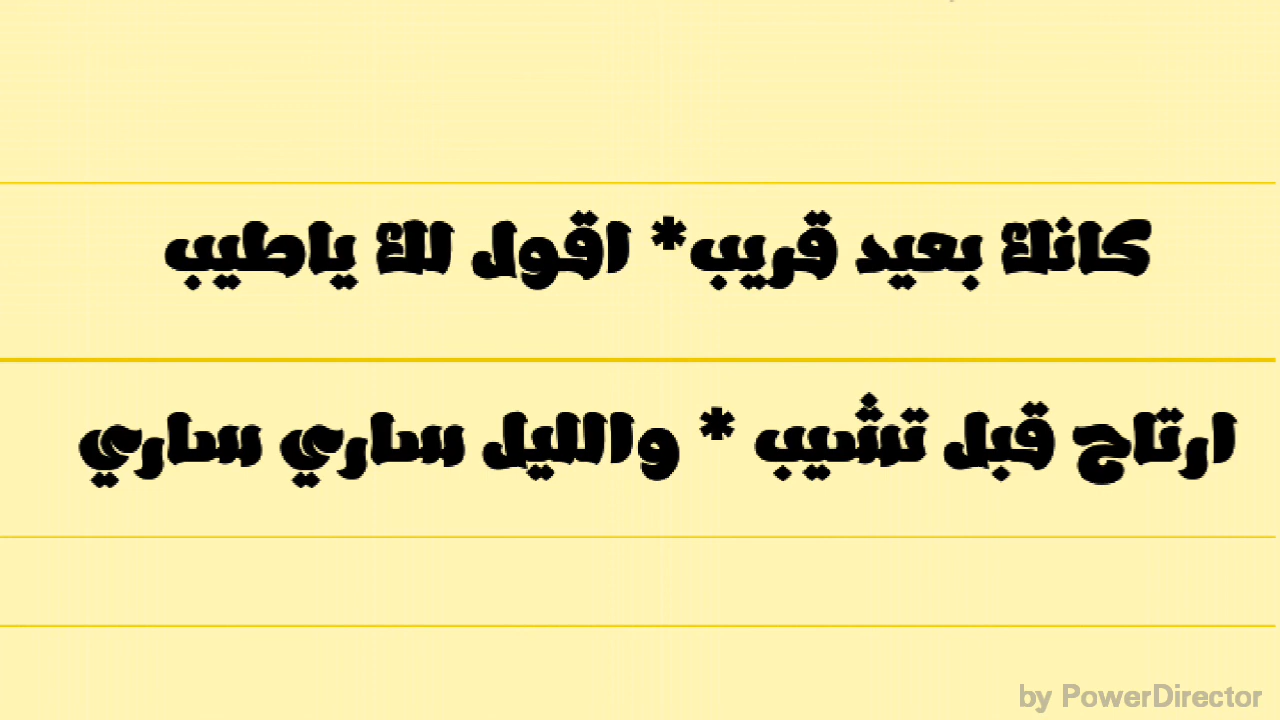 كانك بعيد قريب* اقول لك ياطيب
ارتاح قبل تشيب * والليل ساري ساري
by PowerDirector